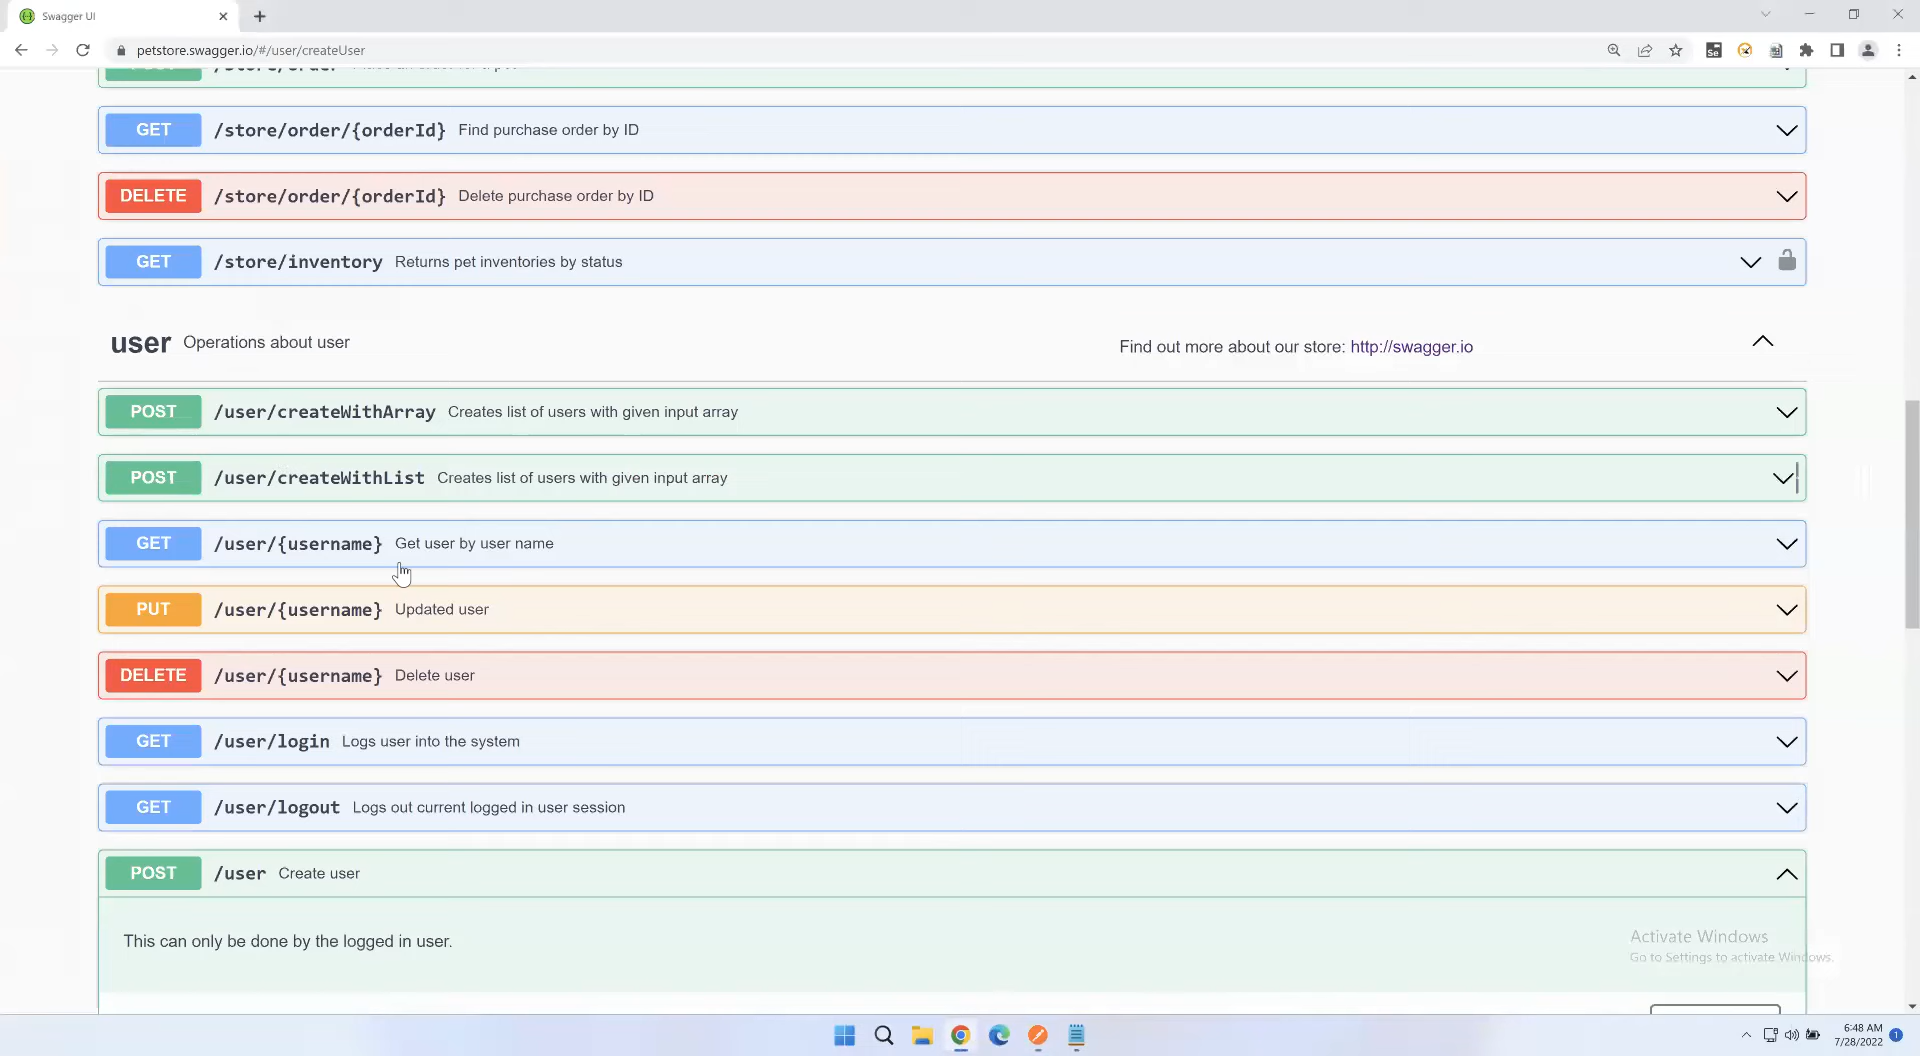 Swagger UI
petstore.swagger.io/#/user/createUser
GET /store/order/{orderId} Find purchase order by ID
DELETE /store/order/{orderId} Delete purchase order by ID
GET /store/inventory Returns pet inventories by status
user Operations about user Find out more about our store: http://swagger.io
POST /user/createWithArray Creates list of users with given input array
POST /user/createWithList Creates list of users with given input array
GET /user/{username} Get user by user name
PUT /user/{username} Updated user
DELETE /user/{username} Delete user
GET /user/login Logs user into the system
GET /user/logout Logs out current logged in user session
POST /user Create user
This can only be done by the logged in user.
Activate Windows
Go to Settings to activate Windows.
6:48 AM
7/28/2022
1